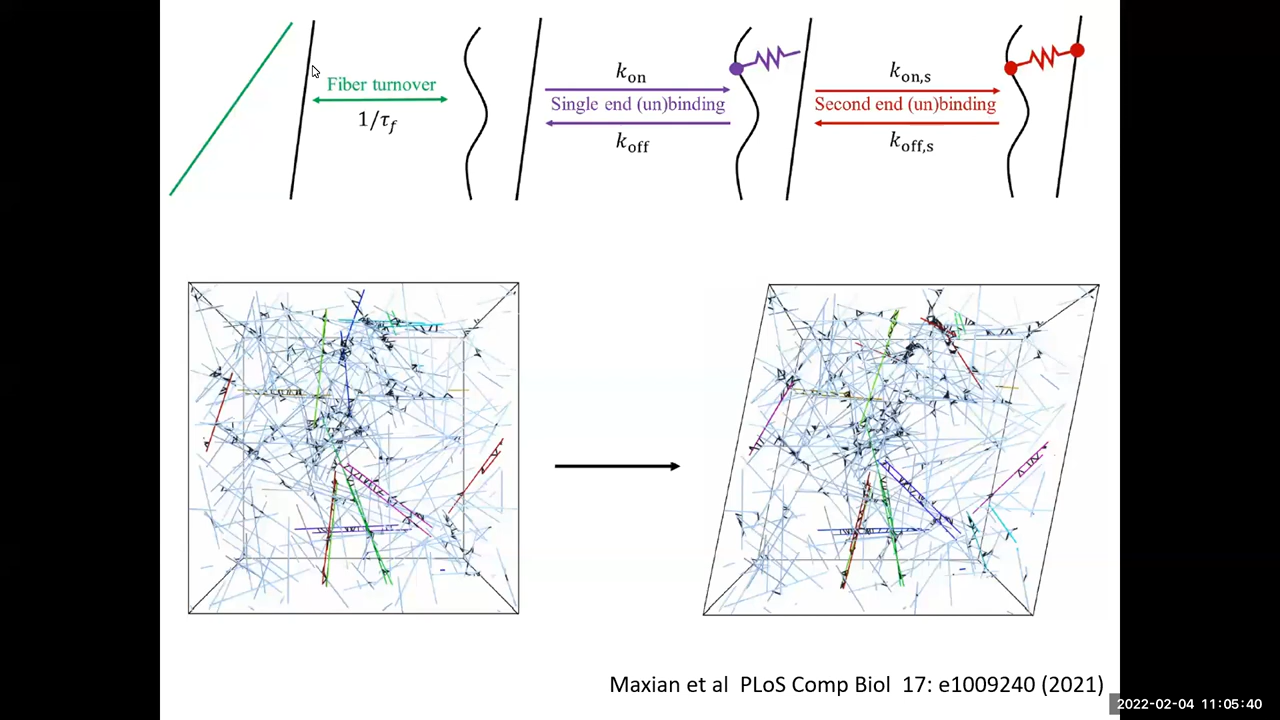 Fiber turnover
1/τ_f
k_on
Single end (un)binding
k_off
k_on,s
Second end (un)binding
k_off,s
Maxian et al PLoS Comp Biol 17: e1009240 (2021)
2022-02-04 11:05:40